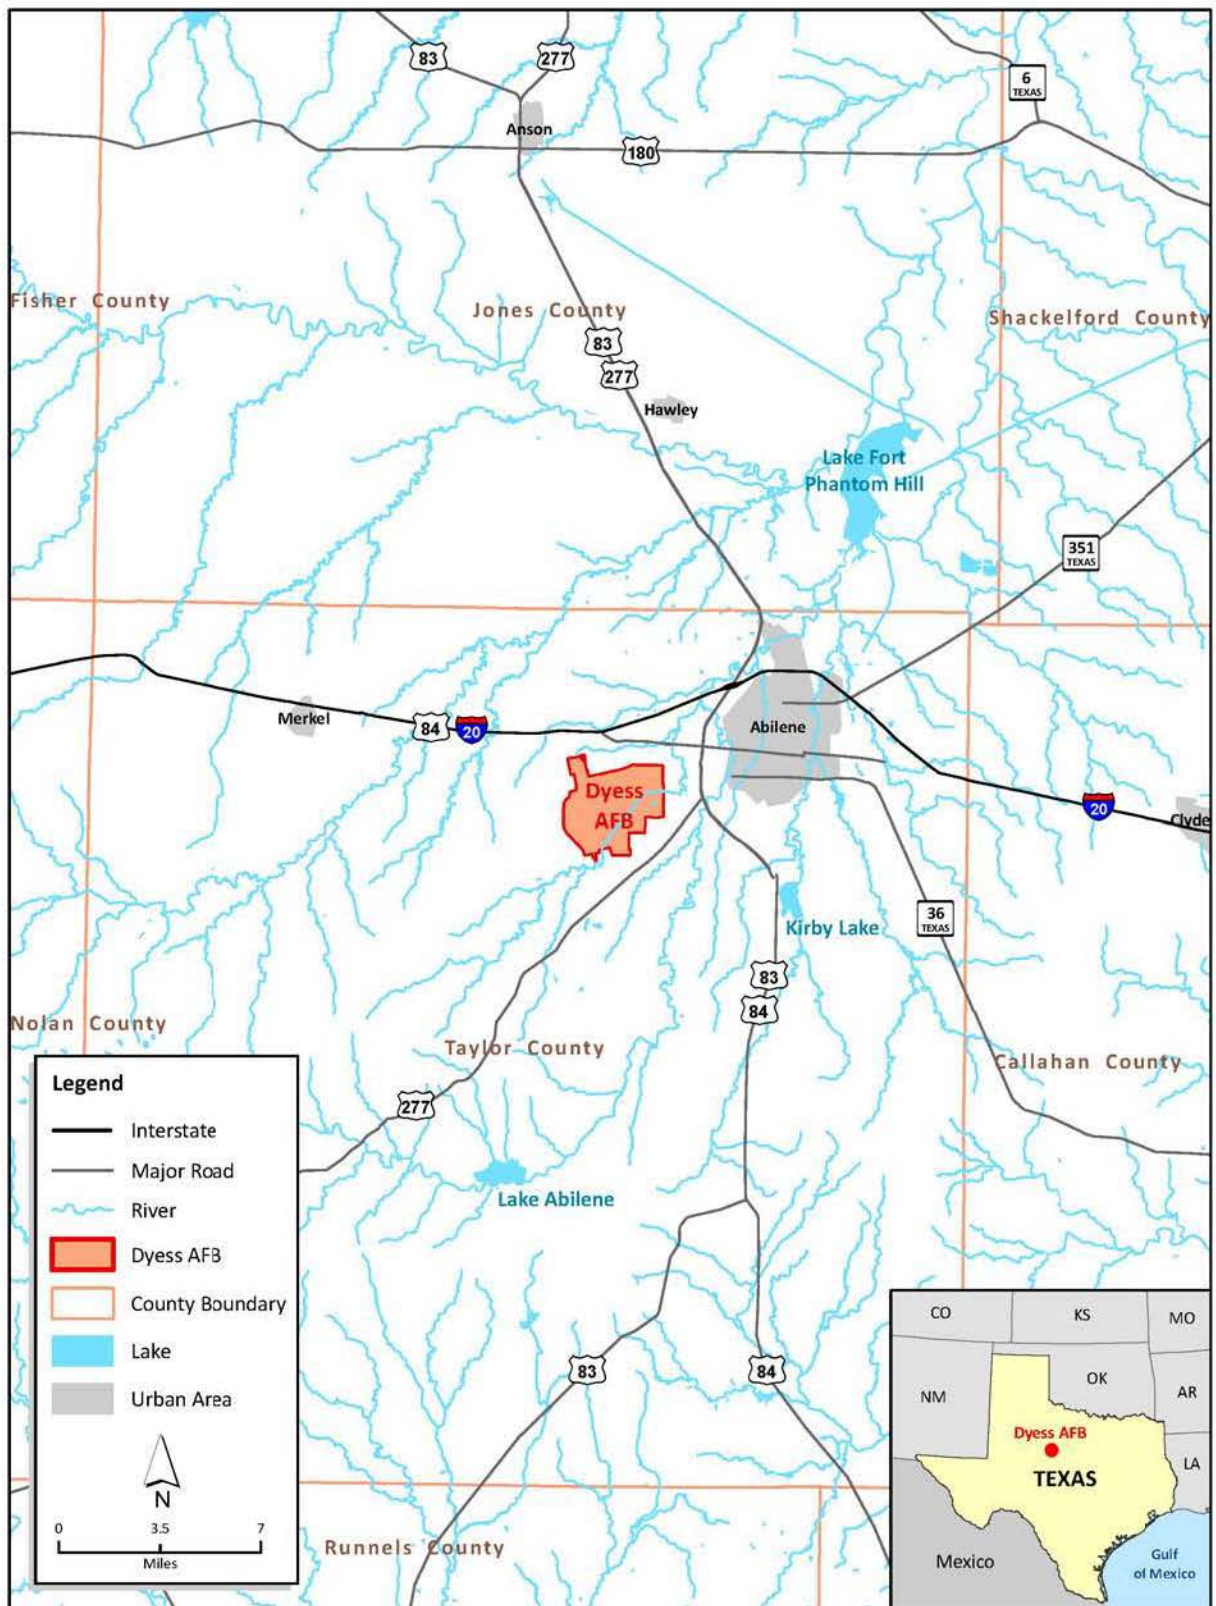 83
277
6
TEXAS
Anson
180
Fisher County
Jones County
Shackelford County
83
277
Hawley
Lake Fort
Phantom Hill
351
TEXAS
Merkel
84
20
Abilene
Dyess
AFB
20
Clyde
36
TEXAS
Kirby Lake
83
84
Nolan County
Taylor County
Callahan County
277
Lake Abilene
83
84
Runnels County
Legend
Interstate
Major Road
River
Dyess AFB
County Boundary
Lake
Urban Area
N
0 3.5 7
Miles
CO
KS
MO
NM
OK
AR
Dyess AFB
LA
TEXAS
Mexico
Gulf
of Mexico